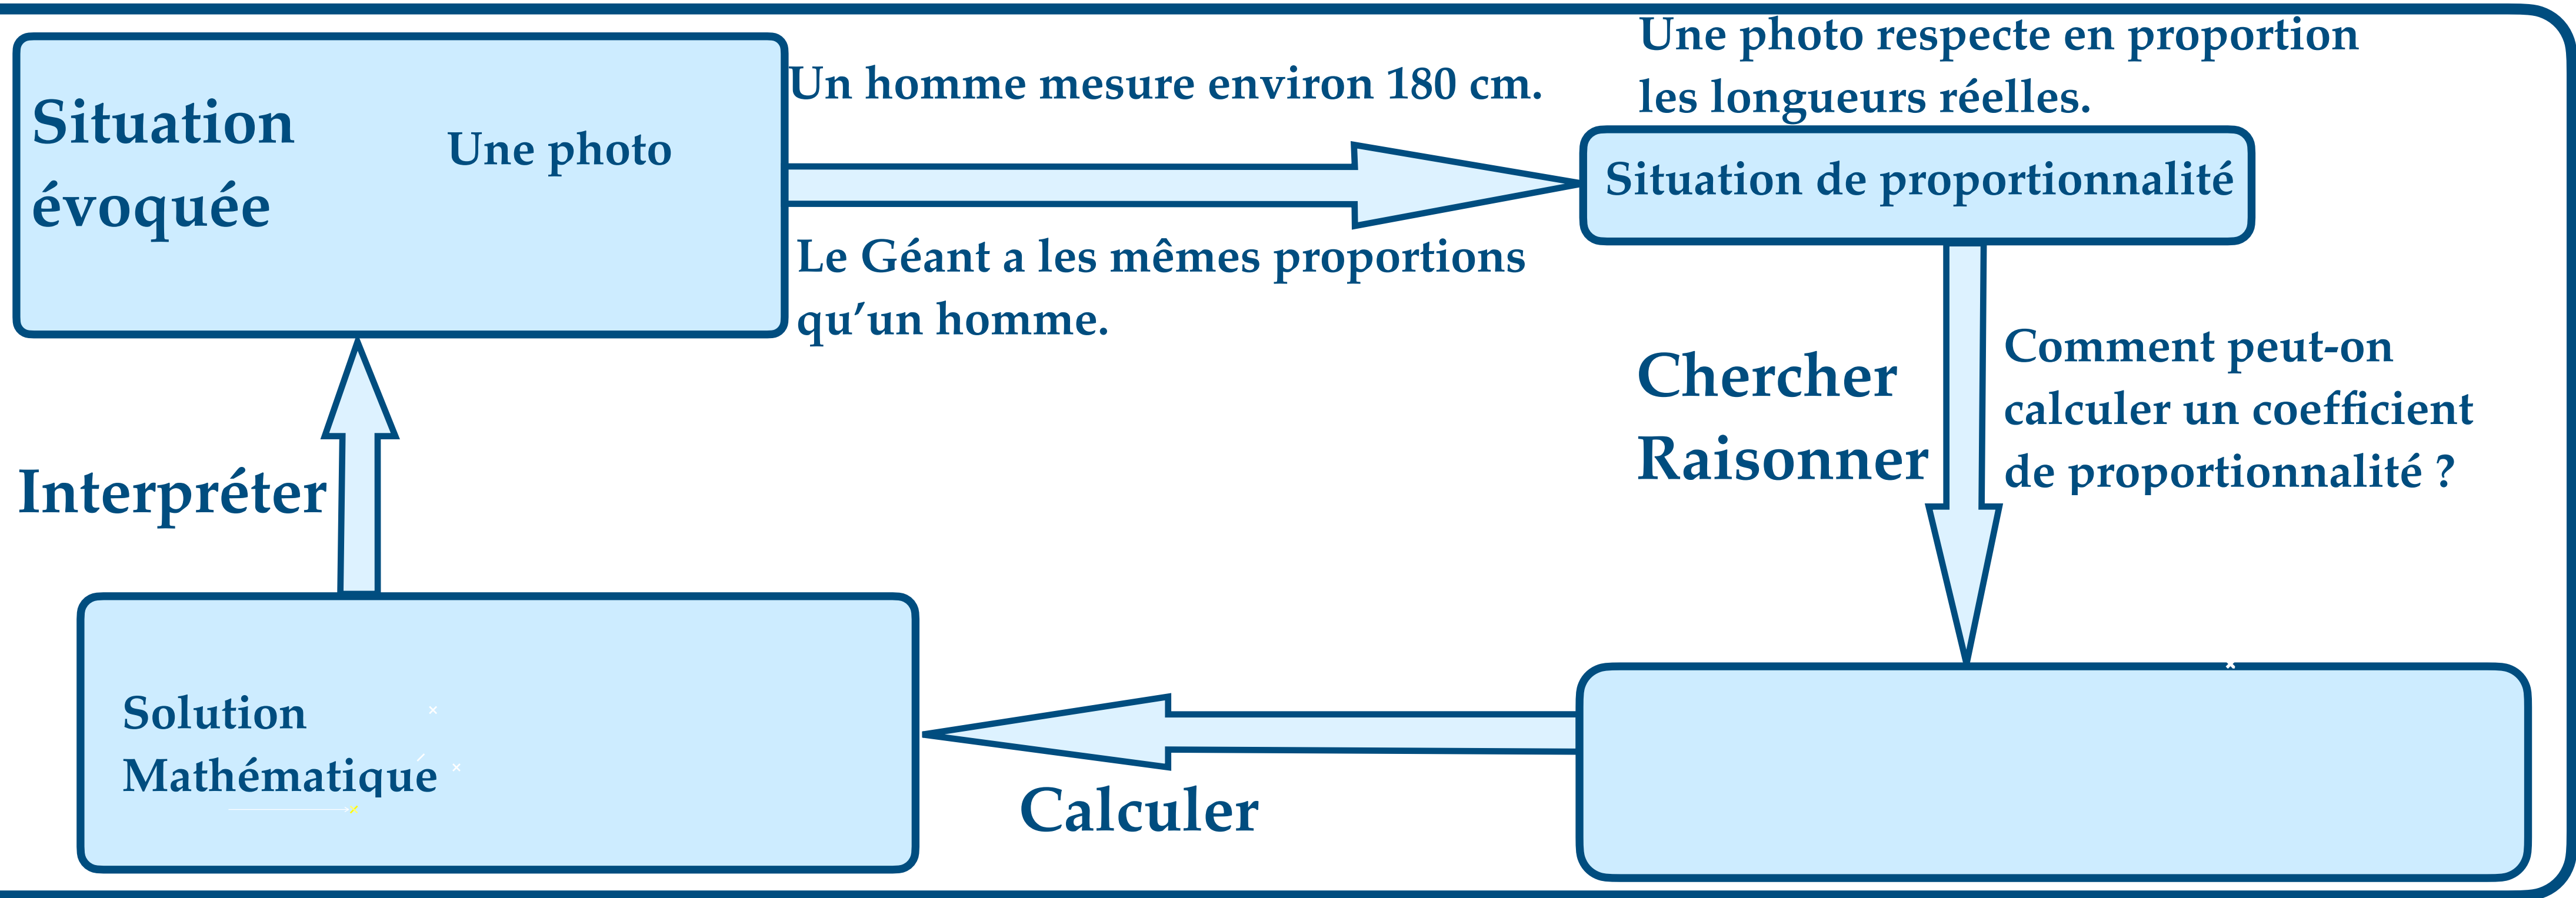 Situation
évoquée
Une photo
Un homme mesure environ 180 cm.
Le Géant a les mêmes proportions
qu’un homme.
Une photo respecte en proportion
les longueurs réelles.
Situation de proportionnalité
Chercher
Raisonner
Comment peut-on
calculer un coefficient
de proportionnalité ?
Calculer
Solution
Mathématique
Interpréter